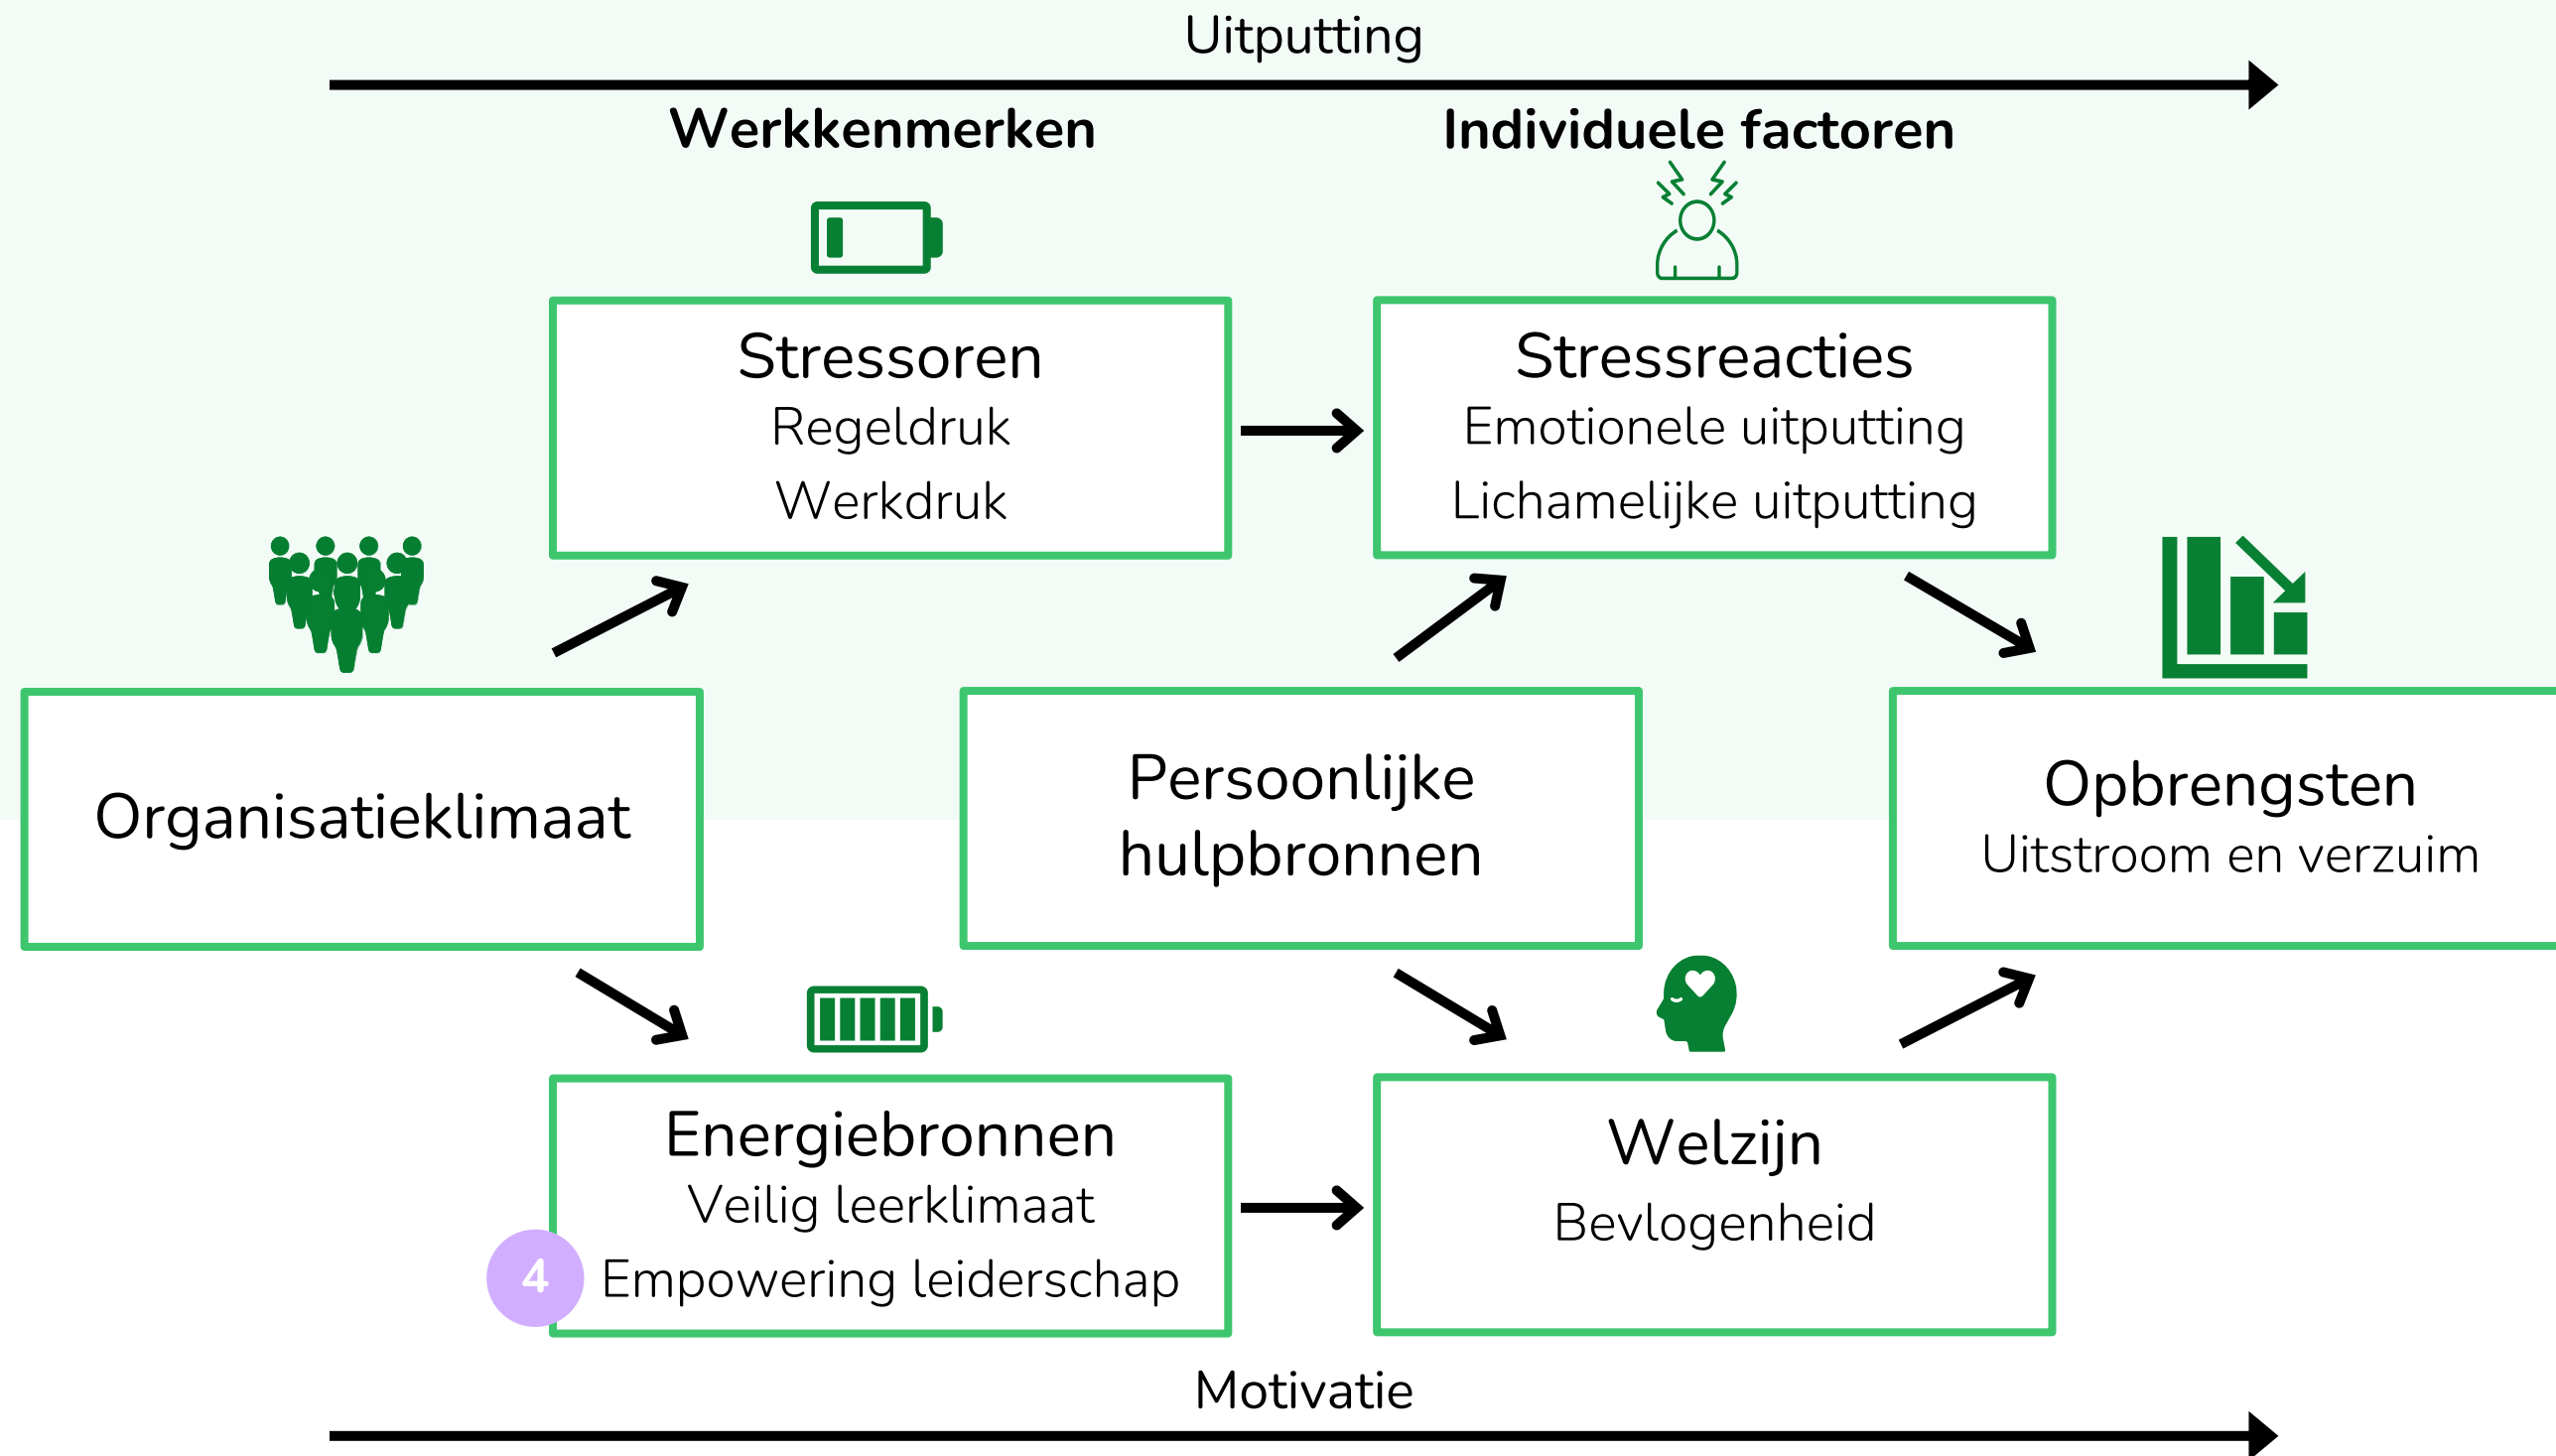 Uitputting
Werkkenmerken
Individuele factoren
Stressoren
Regeldruk
Werkdruk
Stressreacties
Emotionele uitputting
Lichamelijke uitputting
Organisatieklimaat
Persoonlijke
hulpbronnen
Opbrengsten
Uitstroom en verzuim
Energiebronnen
Veilig leerklimaat
4
Empowering leiderschap
Welzijn
Bevlogenheid
Motivatie